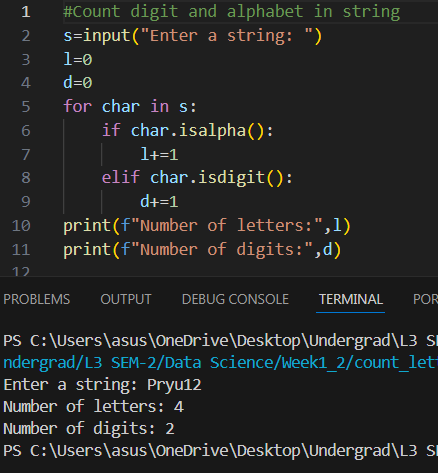 1 #Count digit and alphabet in string
2 s=input("Enter a string: ")
3 l=0
4 d=0
5 for char in s:
6     if char.isalpha():
7         l+=1
8     elif char.isdigit():
9         d+=1
10 print(f"Number of letters:",l)
11 print(f"Number of digits:",d)
12
PROBLEMS OUTPUT DEBUG CONSOLE TERMINAL POR
PS C:\Users\asus\OneDrive\Desktop\Undergrad\L3 SE
ndergrad/L3 SEM-2/Data Science/Week1_2/count_let
Enter a string: Pryu12
Number of letters: 4
Number of digits: 2
PS C:\Users\asus\OneDrive\Desktop\Undergrad\L3 SE